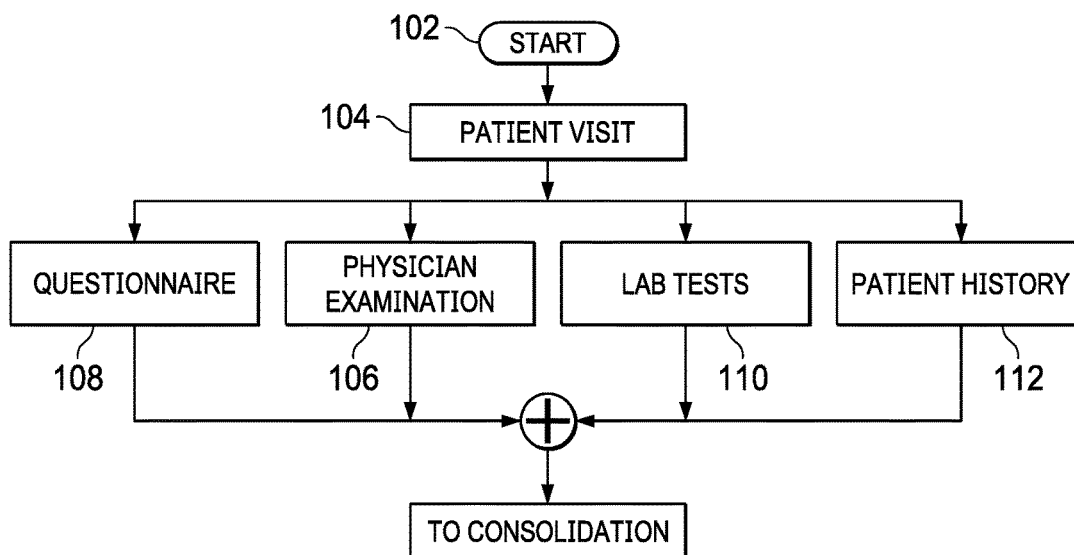 102
START
104
PATIENT VISIT
QUESTIONNAIRE
PHYSICIAN
EXAMINATION
LAB TESTS
PATIENT HISTORY
108
106
110
112
TO CONSOLIDATION